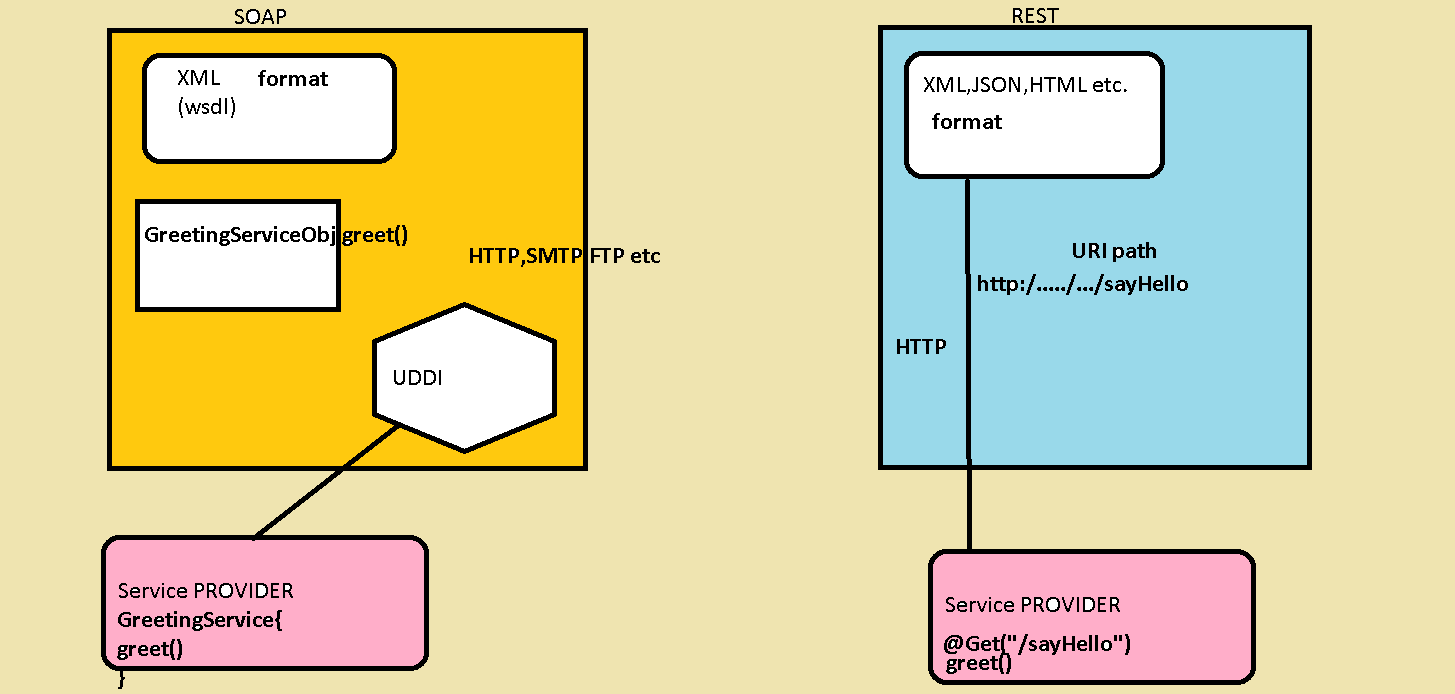 SOAP
XML format
(wsdl)
GreetingServiceObj.greet()
HTTP,SMTP,FTP etc
UDDI
Service PROVIDER
GreetingService{
greet()
}
REST
XML,JSON,HTML etc.
format
URI path
http:/...../.../sayHello
HTTP
Service PROVIDER
@Get("/sayHello")
greet()